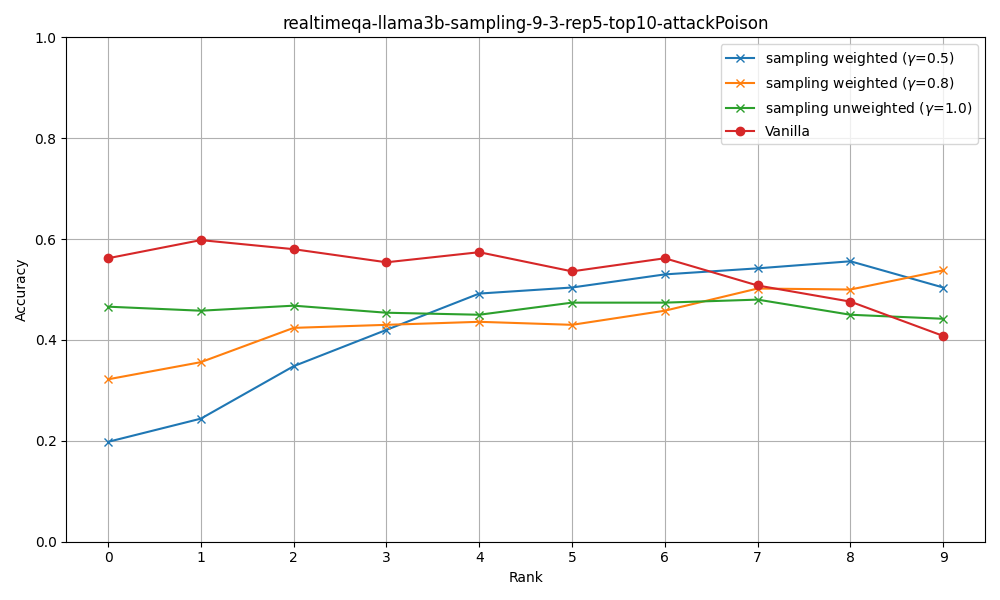 realtimeqa-llama3b-sampling-9-3-rep5-top10-attackPoison
sampling weighted (γ=0.5)
sampling weighted (γ=0.8)
sampling unweighted (γ=1.0)
Vanilla
Accuracy
1.0
0.8
0.6
0.4
0.2
0.0
0 1 2 3 4 5 6 7 8 9
Rank